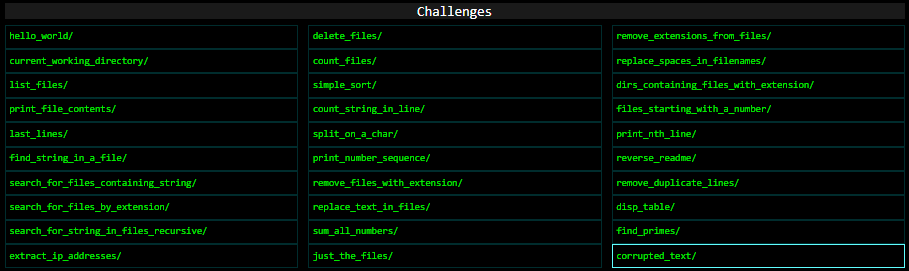 Challenges
hello_world/
current_working_directory/
list_files/
print_file_contents/
last_lines/
find_string_in_a_file/
search_for_files_containing_string/
search_for_files_by_extension/
search_for_string_in_files_recursive/
extract_ip_addresses/
delete_files/
count_files/
simple_sort/
count_string_in_line/
split_on_a_char/
print_number_sequence/
remove_files_with_extension/
replace_text_in_files/
sum_all_numbers/
just_the_files/
remove_extensions_from_files/
replace_spaces_in_filenames/
dirs_containing_files_with_extension/
files_starting_with_a_number/
print_nth_line/
reverse_readme/
remove_duplicate_lines/
disp_table/
find_primes/
corrupted_text/